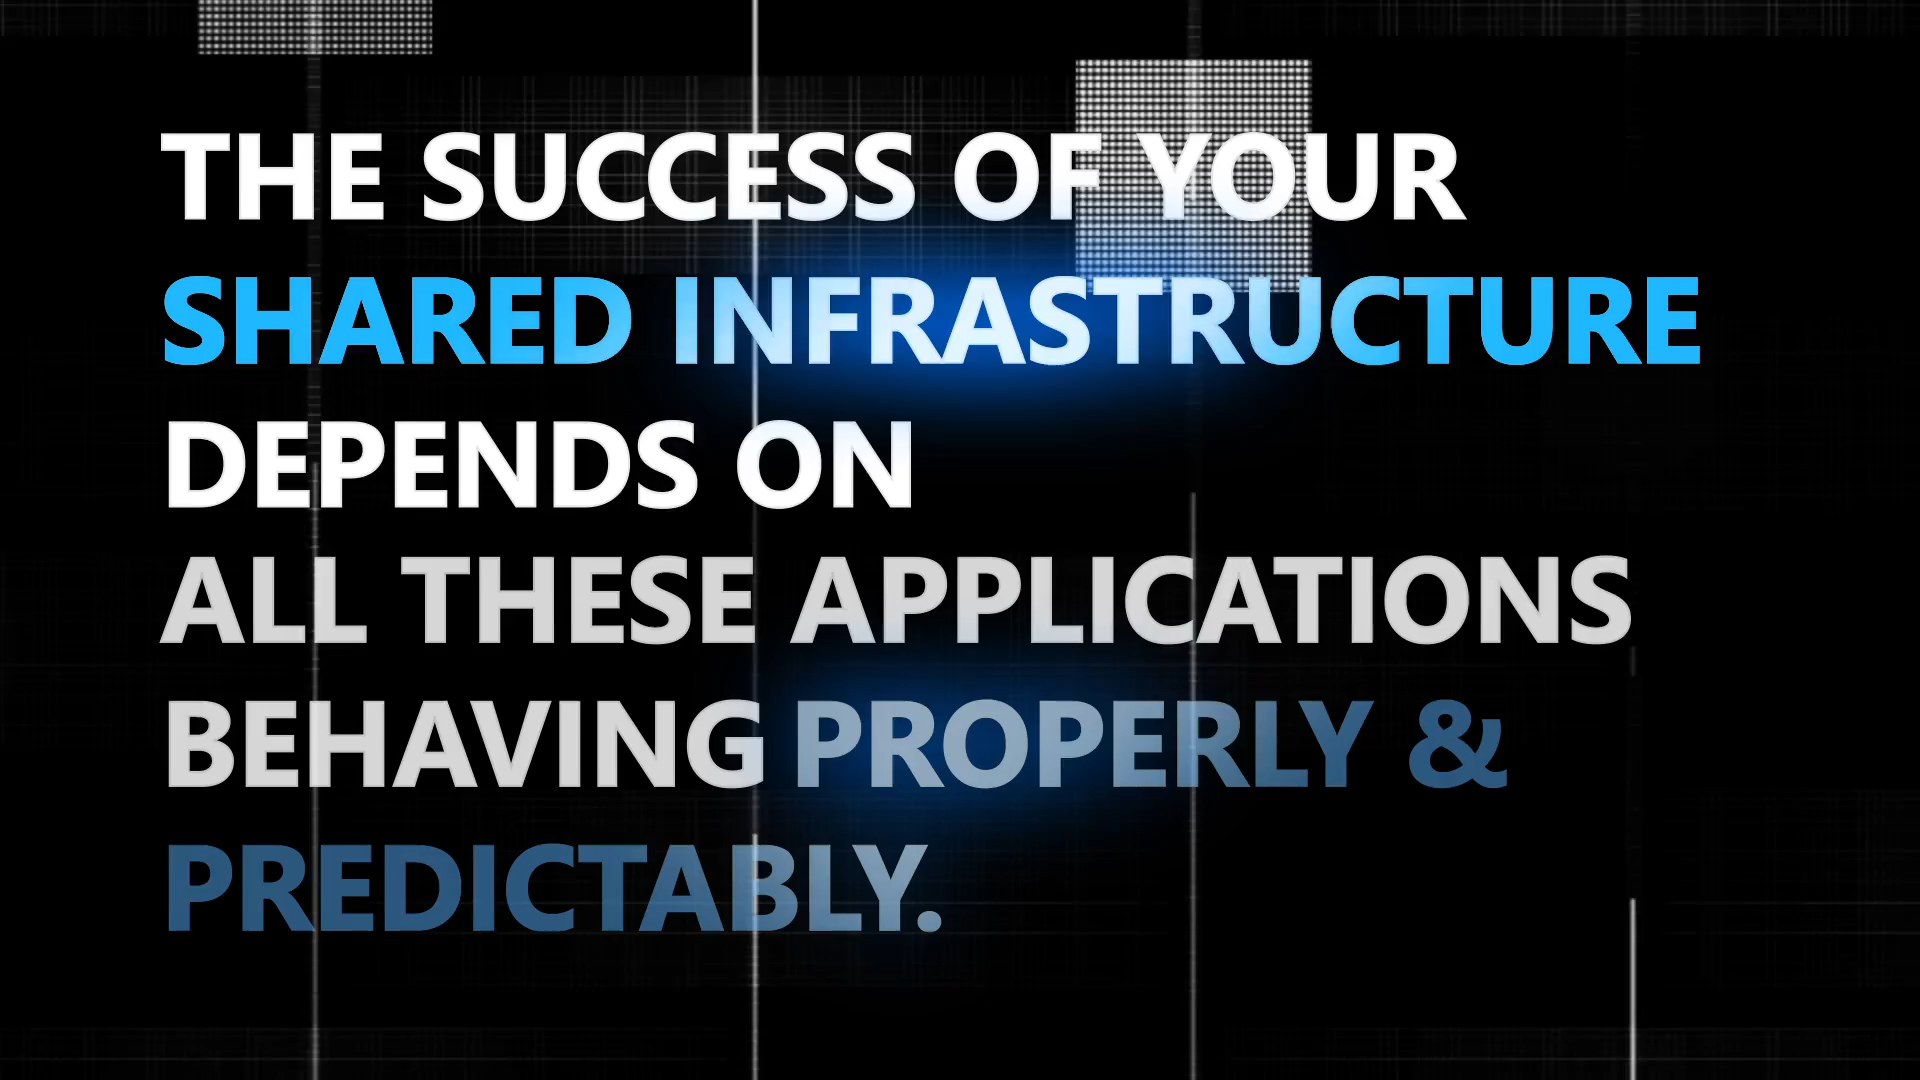 THE SUCCESS OF YOUR
SHARED INFRASTRUCTURE
DEPENDS ON
ALL THESE APPLICATIONS
BEHAVING PROPERLY &
PREDICTABLY.